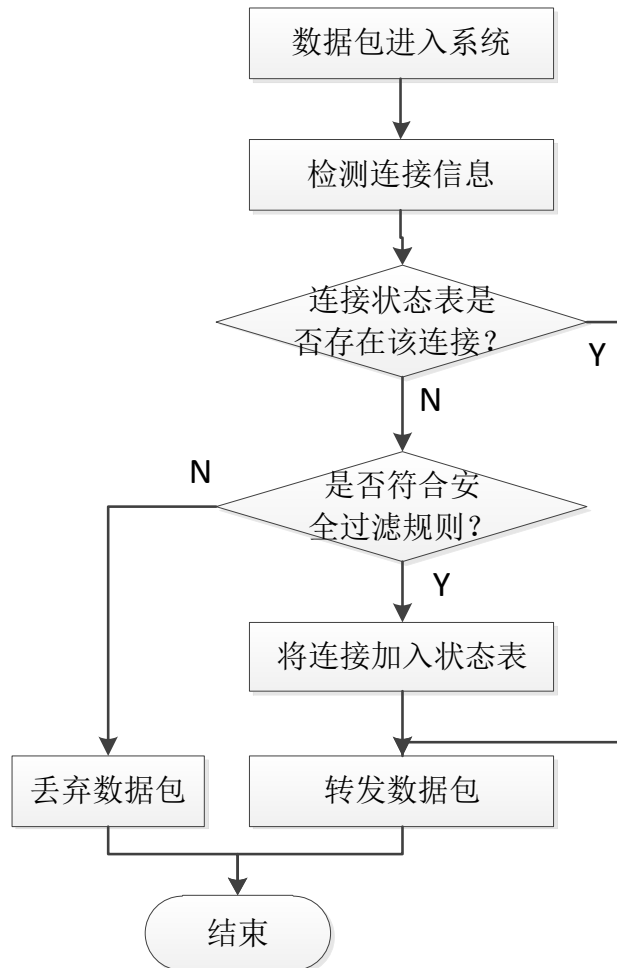 数据包进入系统
检测连接信息
连接状态表是
否存在该连接？
Y
N
N
是否符合安
全过滤规则？
Y
将连接加入状态表
丢弃数据包
转发数据包
结束